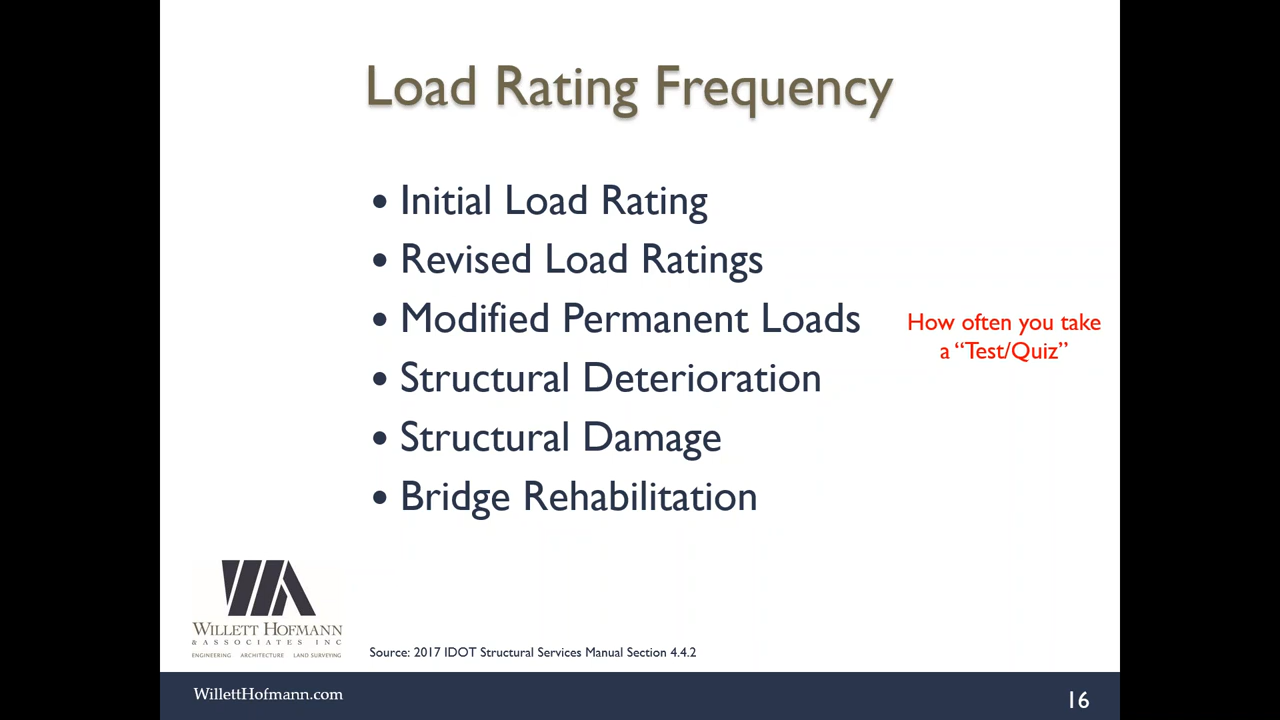 Load Rating Frequency
• Initial Load Rating
• Revised Load Ratings
• Modified Permanent Loads
• Structural Deterioration
• Structural Damage
• Bridge Rehabilitation
How often you take
a “Test/Quiz”
WILLETT HOFMANN
& ASSOCIATES INC
ENGINEERING ARCHITECTURE LAND SURVEYING
Source: 2017 IDOT Structural Services Manual Section 4.4.2
WillettHofmann.com
16